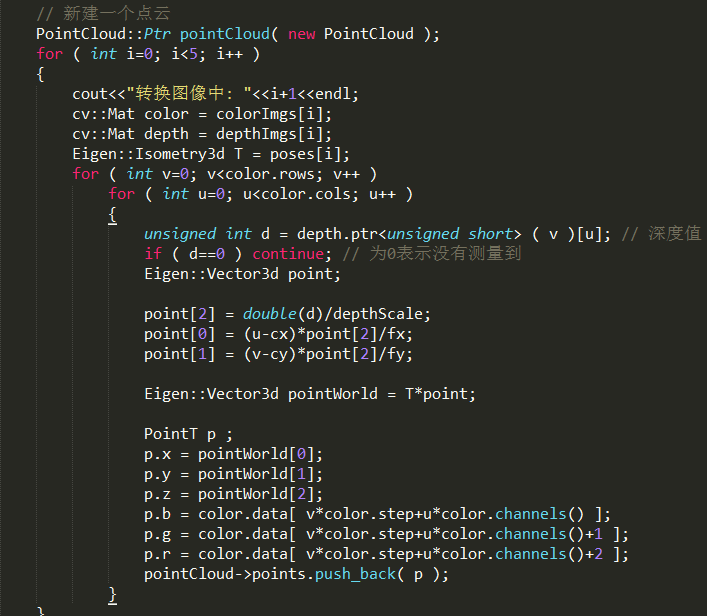 // 新建一个点云
PointCloud::Ptr pointCloud( new PointCloud );
for ( int i=0; i<5; i++ )
{
cout<<"转换图像中: "<<i+1<<endl;
cv::Mat color = colorImgs[i];
cv::Mat depth = depthImgs[i];
Eigen::Isometry3d T = poses[i];
for ( int v=0; v<color.rows; v++ )
for ( int u=0; u<color.cols; u++ )
{
unsigned int d = depth.ptr<unsigned short> ( v )[u]; // 深度值
if ( d==0 ) continue; // 为0表示没有测量到
Eigen::Vector3d point;
point[2] = double(d)/depthScale;
point[0] = (u-cx)*point[2]/fx;
point[1] = (v-cy)*point[2]/fy;
Eigen::Vector3d pointWorld = T*point;
PointT p ;
p.x = pointWorld[0];
p.y = pointWorld[1];
p.z = pointWorld[2];
p.b = color.data[ v*color.step+u*color.channels() ];
p.g = color.data[ v*color.step+u*color.channels()+1 ];
p.r = color.data[ v*color.step+u*color.channels()+2 ];
pointCloud->points.push_back( p );
}
}